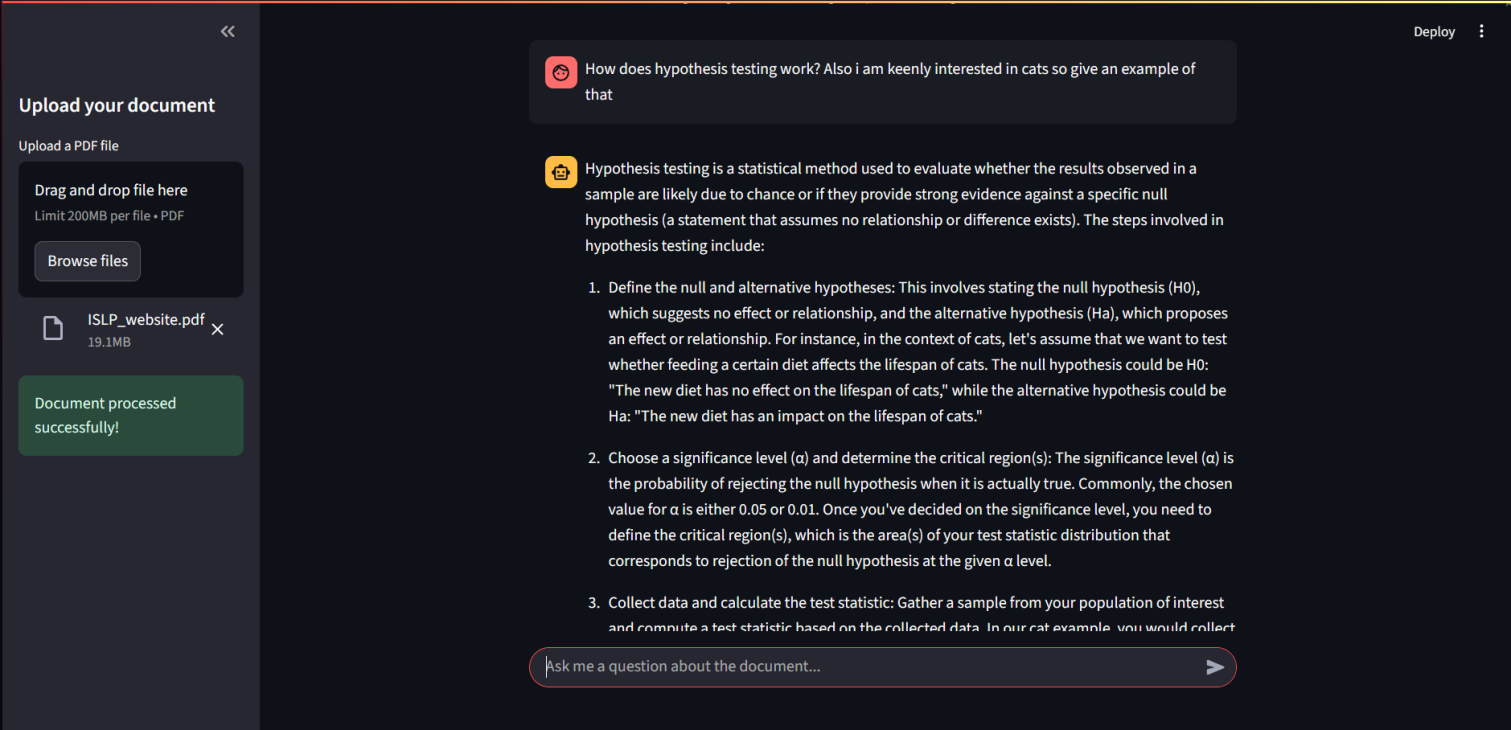 Deploy
Upload your document
Upload a PDF file
Drag and drop file here
Limit 200MB per file • PDF
Browse files
ISLP_website.pdf
19.1MB
Document processed
successfully!
How does hypothesis testing work? Also i am keenly interested in cats so give an example of
that
Hypothesis testing is a statistical method used to evaluate whether the results observed in a
sample are likely due to chance or if they provide strong evidence against a specific null
hypothesis (a statement that assumes no relationship or difference exists). The steps involved in
hypothesis testing include:
1. Define the null and alternative hypotheses: This involves stating the null hypothesis (H0),
which suggests no effect or relationship, and the alternative hypothesis (Ha), which proposes
an effect or relationship. For instance, in the context of cats, let's assume that we want to test
whether feeding a certain diet affects the lifespan of cats. The null hypothesis could be H0:
"The new diet has no effect on the lifespan of cats," while the alternative hypothesis could be
Ha: "The new diet has an impact on the lifespan of cats."
2. Choose a significance level (α) and determine the critical region(s): The significance level (α) is
the probability of rejecting the null hypothesis when it is actually true. Commonly, the chosen
value for α is either 0.05 or 0.01. Once you've decided on the significance level, you need to
define the critical region(s), which is the area(s) of your test statistic distribution that
corresponds to rejection of the null hypothesis at the given α level.
3. Collect data and calculate the test statistic: Gather a sample from your population of interest
and compute a test statistic based on the collected data. In our cat example, you would collect
Ask me a question about the document...